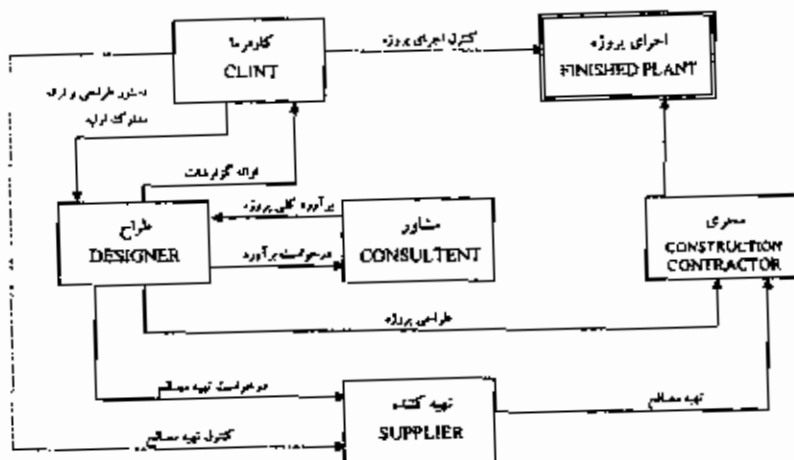 کارفرما
CLINT
کنترل اجرای پروژه
اجرای پروژه
FINISHED PLANT
دستور طراحی و ارائه
مدارک اولیه
ارائه گزارشات
طراح
DESIGNER
برآورد کلی پروژه
درخواست برآورد
مشاور
CONSULTENT
مجری
CONSTRUCTION
CONTRACTOR
طراحی پروژه
درخواست تهیه مصالح
تهیه کننده
SUPPLIER
تهیه مصالح
کنترل تهیه مصالح